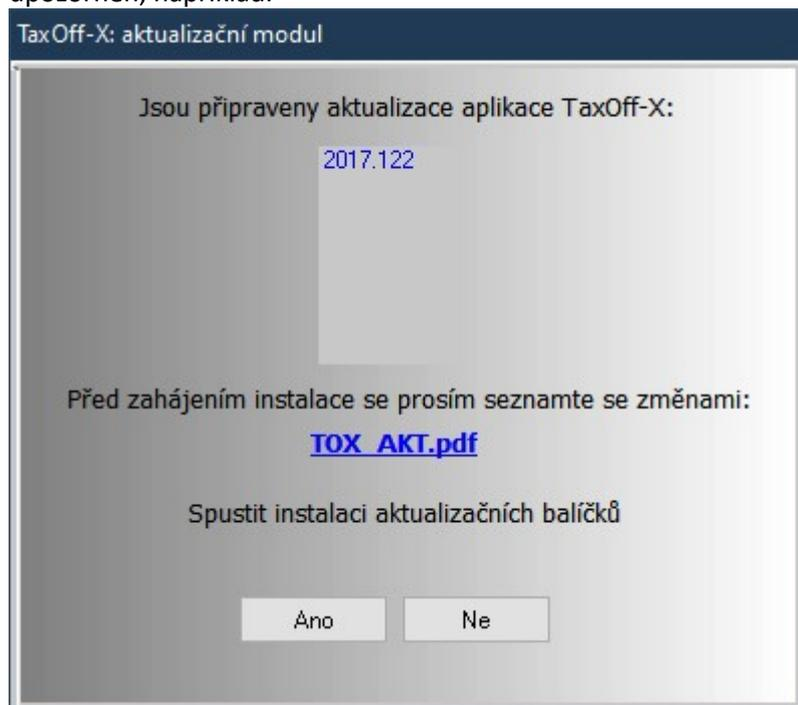 TaxOff-X: aktualizační modul
Jsou připraveny aktualizace aplikace TaxOff-X:
2017.122
Před zahájením instalace se prosím seznamte se změnami:
TOX_AKT.pdf
Spustit instalaci aktualizačních balíčků
Ano Ne